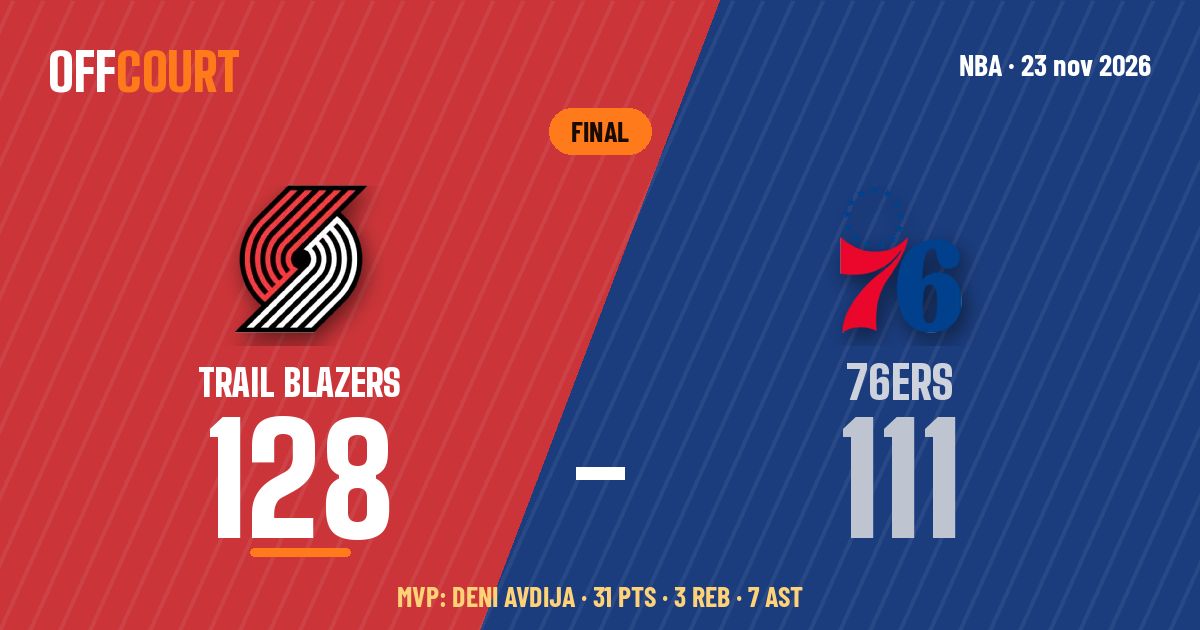 OFFCOURT
NBA · 23 nov 2026
FINAL
76
TRAIL BLAZERS
76ERS
128
–
111
MVP: DENI AVDIJA · 31 PTS · 3 REB · 7 AST